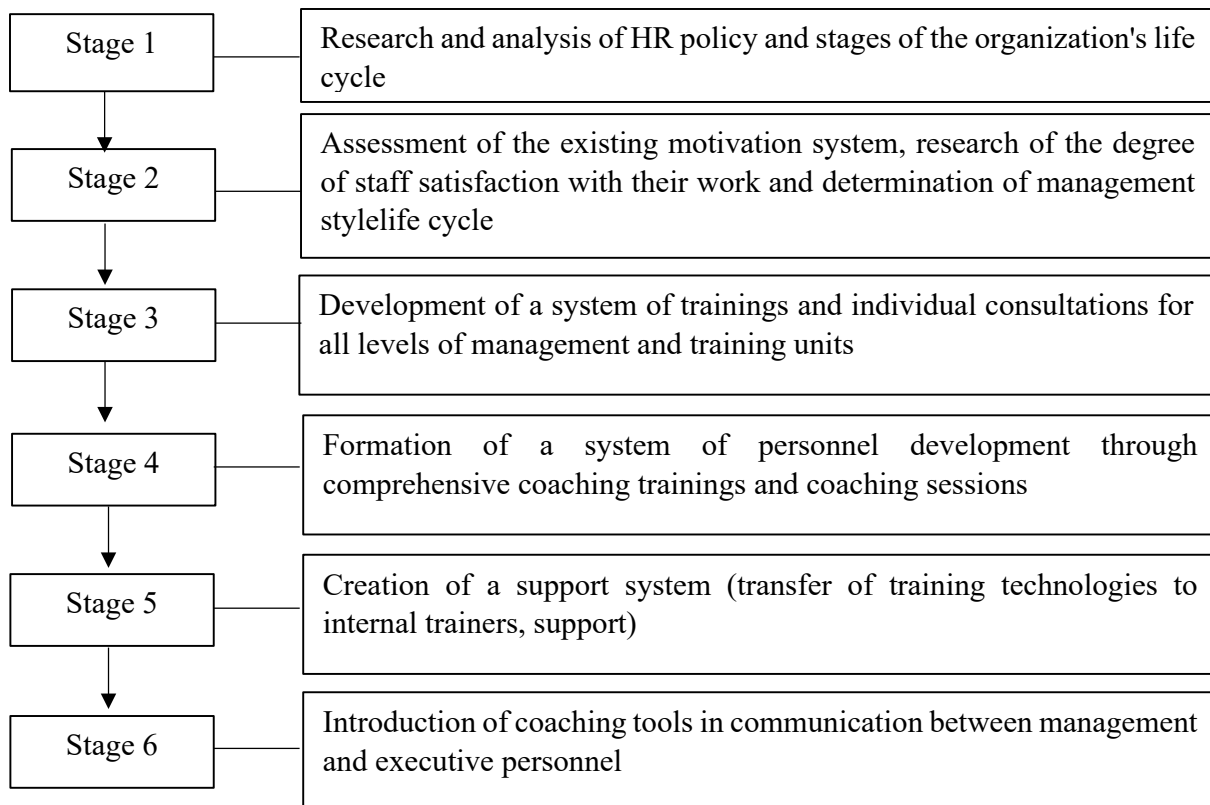 Stage 1
Research and analysis of HR policy and stages of the organization's life
cycle
Stage 2
Assessment of the existing motivation system, research of the degree
of staff satisfaction with their work and determination of management
stylelife cycle
Stage 3
Development of a system of trainings and individual consultations for
all levels of management and training units
Stage 4
Formation of a system of personnel development through
comprehensive coaching trainings and coaching sessions
Stage 5
Creation of a support system (transfer of training technologies to
internal trainers, support)
Stage 6
Introduction of coaching tools in communication between management
and executive personnel